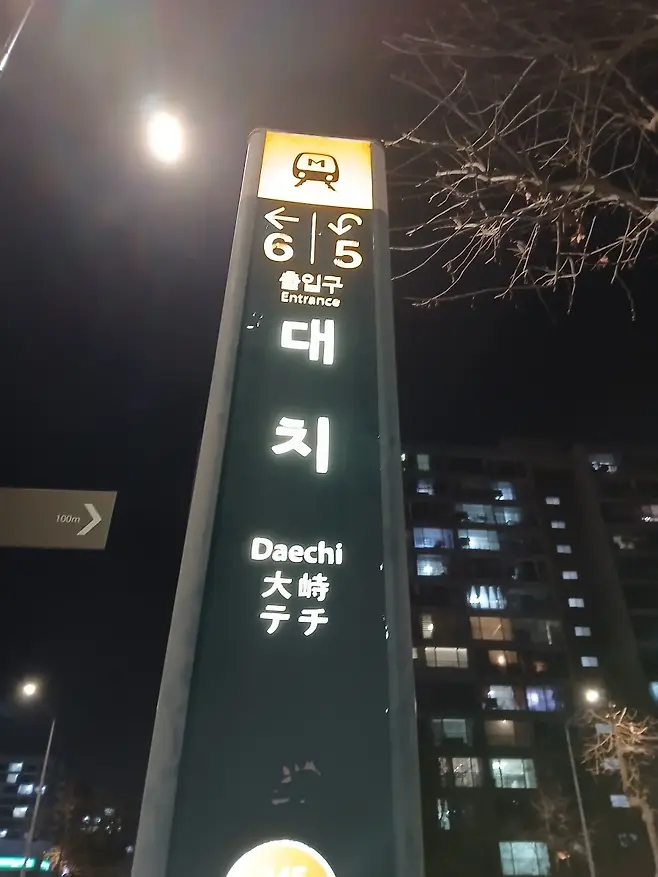 M
← 6 | ↶ 5
출입구
Entrance
대
치
Daechi
大峙
テチ
100m